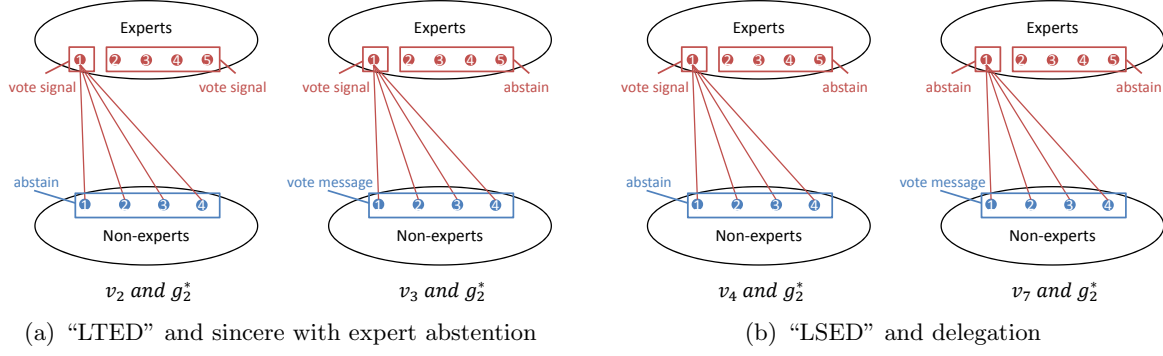 Experts Experts Experts Experts
1 2 3 4 5 1 2 3 4 5 1 2 3 4 5 1 2 3 4 5
vote signal vote signal vote signal abstain vote signal abstain abstain abstain
abstain vote message abstain vote message
1 2 3 4 1 2 3 4 1 2 3 4 1 2 3 4
Non-experts Non-experts Non-experts Non-experts
v₂ and g₂* v₃ and g₂* v₄ and g₂* v₇ and g₂*
(a) “LTED” and sincere with expert abstention (b) “LSED” and delegation